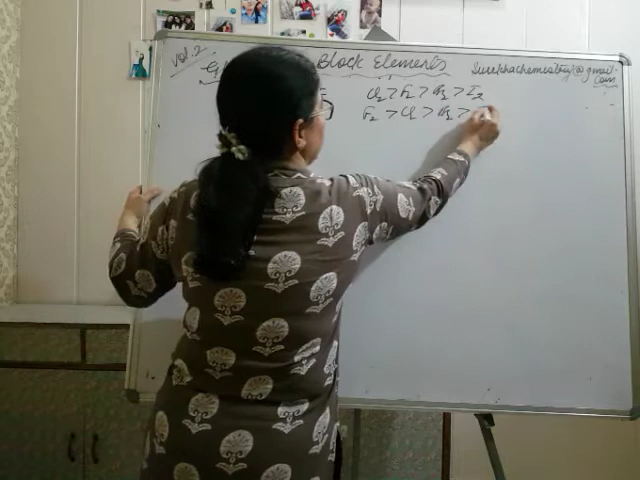 vol. 2
Block Elements
Surekhachemistry@gmail.
com
Cl₂ > F₂ > Br₂ > I₂
F₂ > Cl₂ > Br₂ >